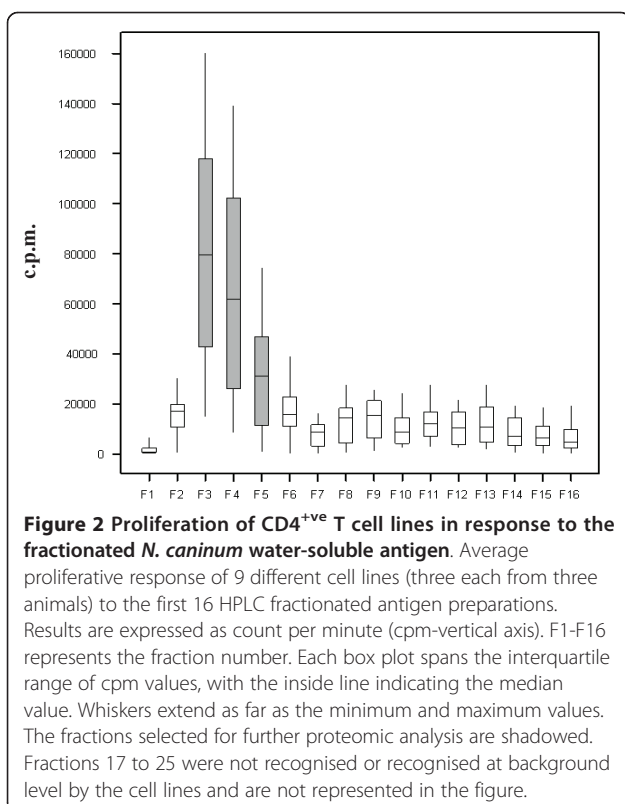 160000
140000
120000
100000
80000
60000
40000
20000
0
c.p.m.
F1 F2 F3 F4 F5 F6 F7 F8 F9 F10 F11 F12 F13 F14 F15 F16
Figure 2 Proliferation of CD4+ve T cell lines in response to the
fractionated N. caninum water-soluble antigen. Average
proliferative response of 9 different cell lines (three each from three
animals) to the first 16 HPLC fractionated antigen preparations.
Results are expressed as count per minute (cpm-vertical axis). F1-F16
represents the fraction number. Each box plot spans the interquartile
range of cpm values, with the inside line indicating the median
value. Whiskers extend as far as the minimum and maximum values.
The fractions selected for further proteomic analysis are shadowed.
Fractions 17 to 25 were not recognised or recognised at background
level by the cell lines and are not represented in the figure.